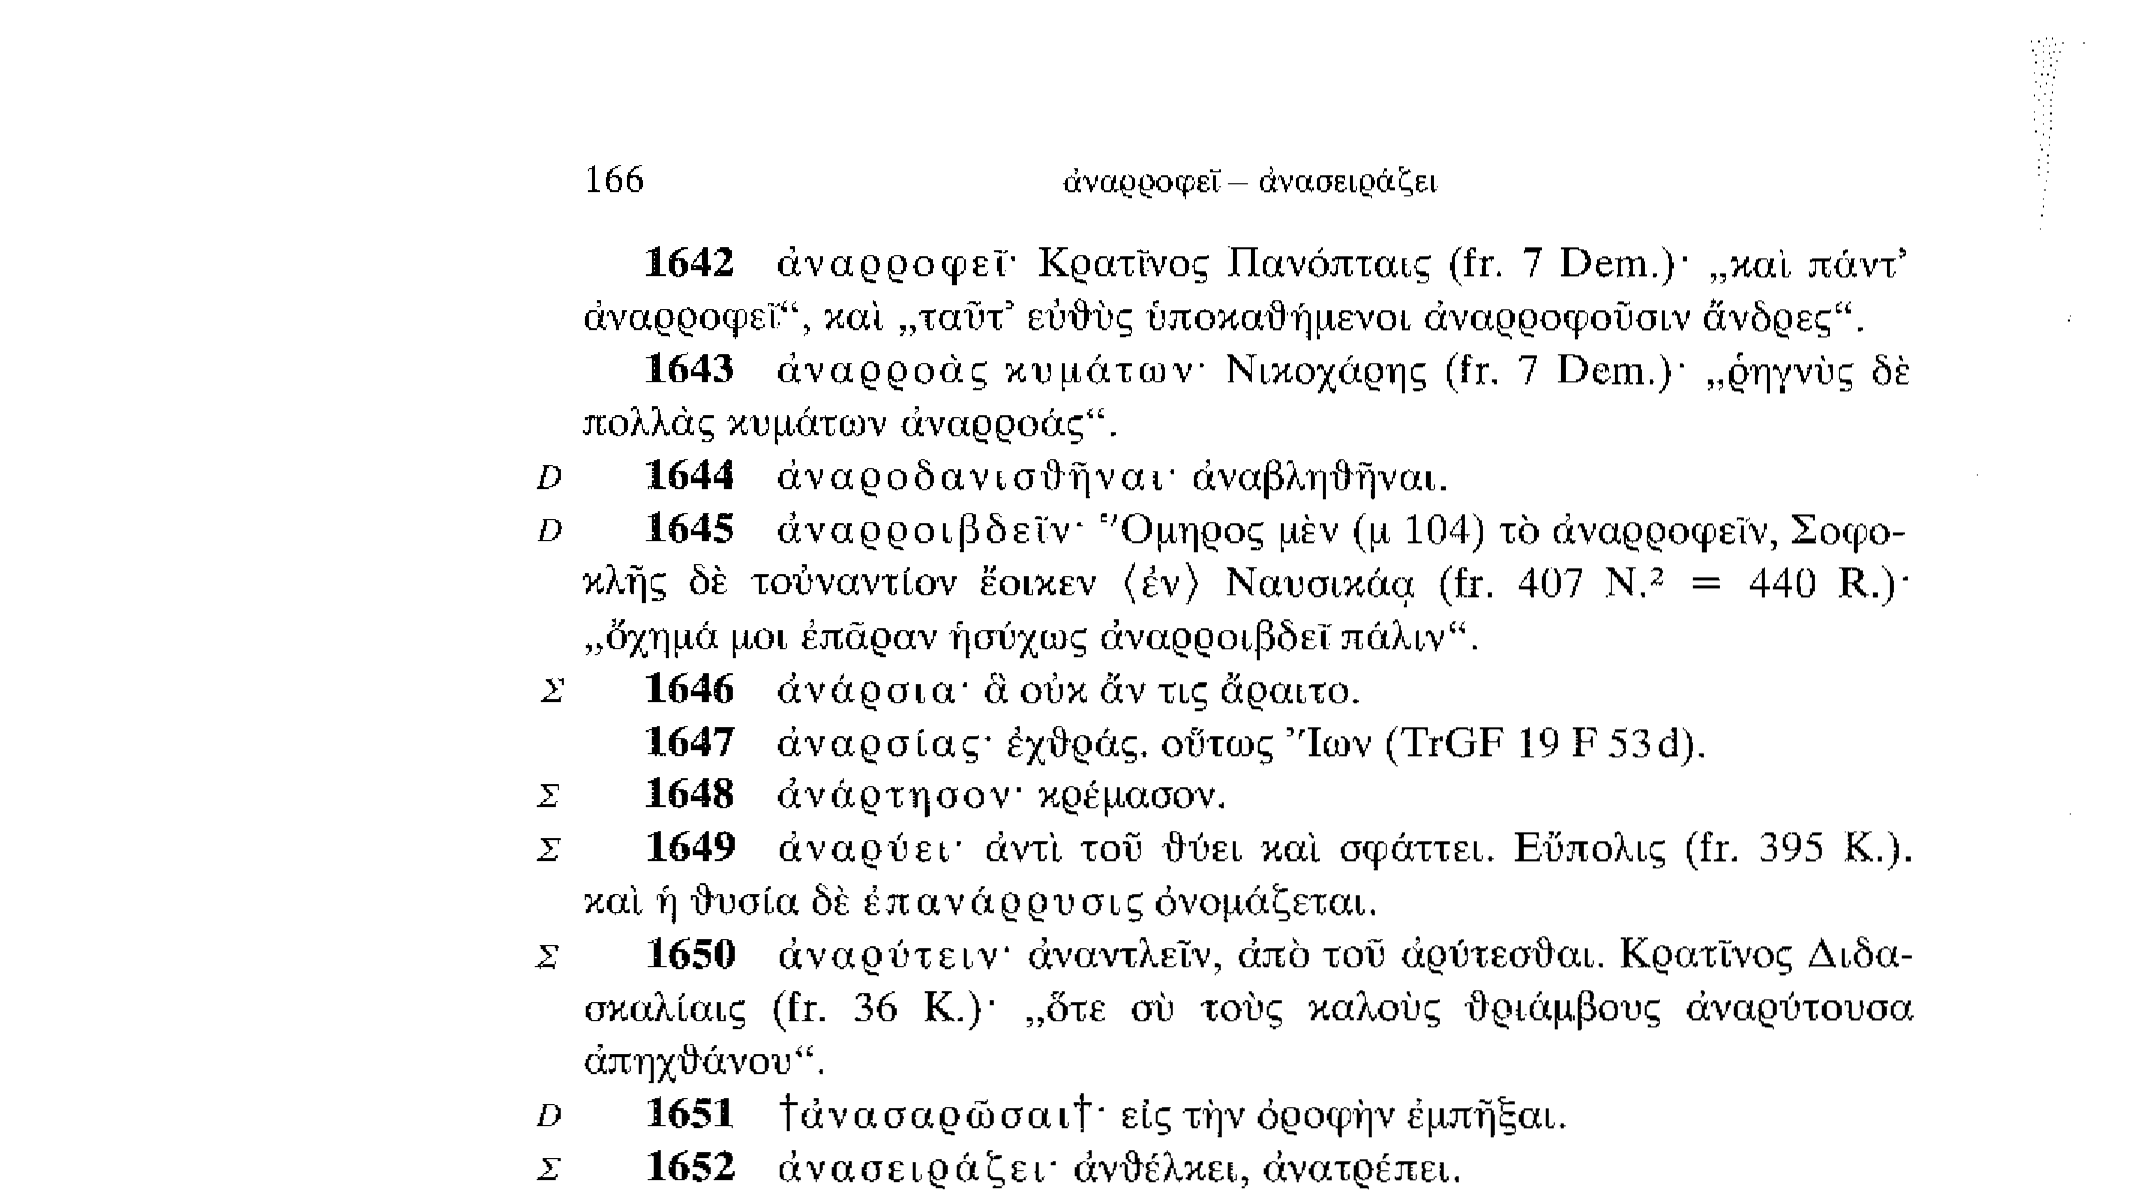 166 ἀναρροφεῖ – ἀνασειράζει
1642 ἀναρροφεῖ· Κρατῖνος Πανόπταις (fr. 7 Dem.)· „καὶ πάντ’
ἀναρροφεῖ“, καὶ „ταῦτ’ εὐθὺς ὑποκαθήμενοι ἀναρροφοῦσιν ἄνδρες“.
1643 ἀναρροὰς κυμάτων· Νικοχάρης (fr. 7 Dem.)· „ῥηγνὺς δὲ
πολλὰς κυμάτων ἀναρροάς“.
D 1644 ἀναροδανισθῆναι· ἀναβληθῆναι.
D 1645 ἀναρροιβδεῖν· Ὅμηρος μὲν (μ 104) τὸ ἀναρροφεῖν, Σοφο-
κλῆς δὲ τοὐναντίον ἔοικεν ⟨ἐν⟩ Ναυσικάᾳ (fr. 407 N.² = 440 R.)·
„ὄχημά μοι ἐπᾶραν ἡσύχως ἀναρροιβδεῖ πάλιν“.
Σ 1646 ἀνάρσια· ἃ οὐκ ἄν τις ἄραιτο.
1647 ἀναρσίας· ἐχθράς. οὕτως Ἴων (TrGF 19 F 53d).
Σ 1648 ἀνάρτησον· κρέμασον.
Σ 1649 ἀναρύει· ἀντὶ τοῦ θύει καὶ σφάττει. Εὔπολις (fr. 395 K.).
καὶ ἡ θυσία δὲ ἐπανάρρυσις ὀνομάζεται.
Σ 1650 ἀναρύτειν· ἀναντλεῖν, ἀπὸ τοῦ ἀρύτεσθαι. Κρατῖνος Διδα-
σκαλίαις (fr. 36 K.)· „ὅτε σὺ τοὺς καλοὺς θριάμβους ἀναρύτουσα
ἀπηχθάνου“.
D 1651 †ἀνασαρῶσαι†· εἰς τὴν ὀροφὴν ἐμπῆξαι.
Σ 1652 ἀνασειράζει· ἀνθέλκει, ἀνατρέπει.